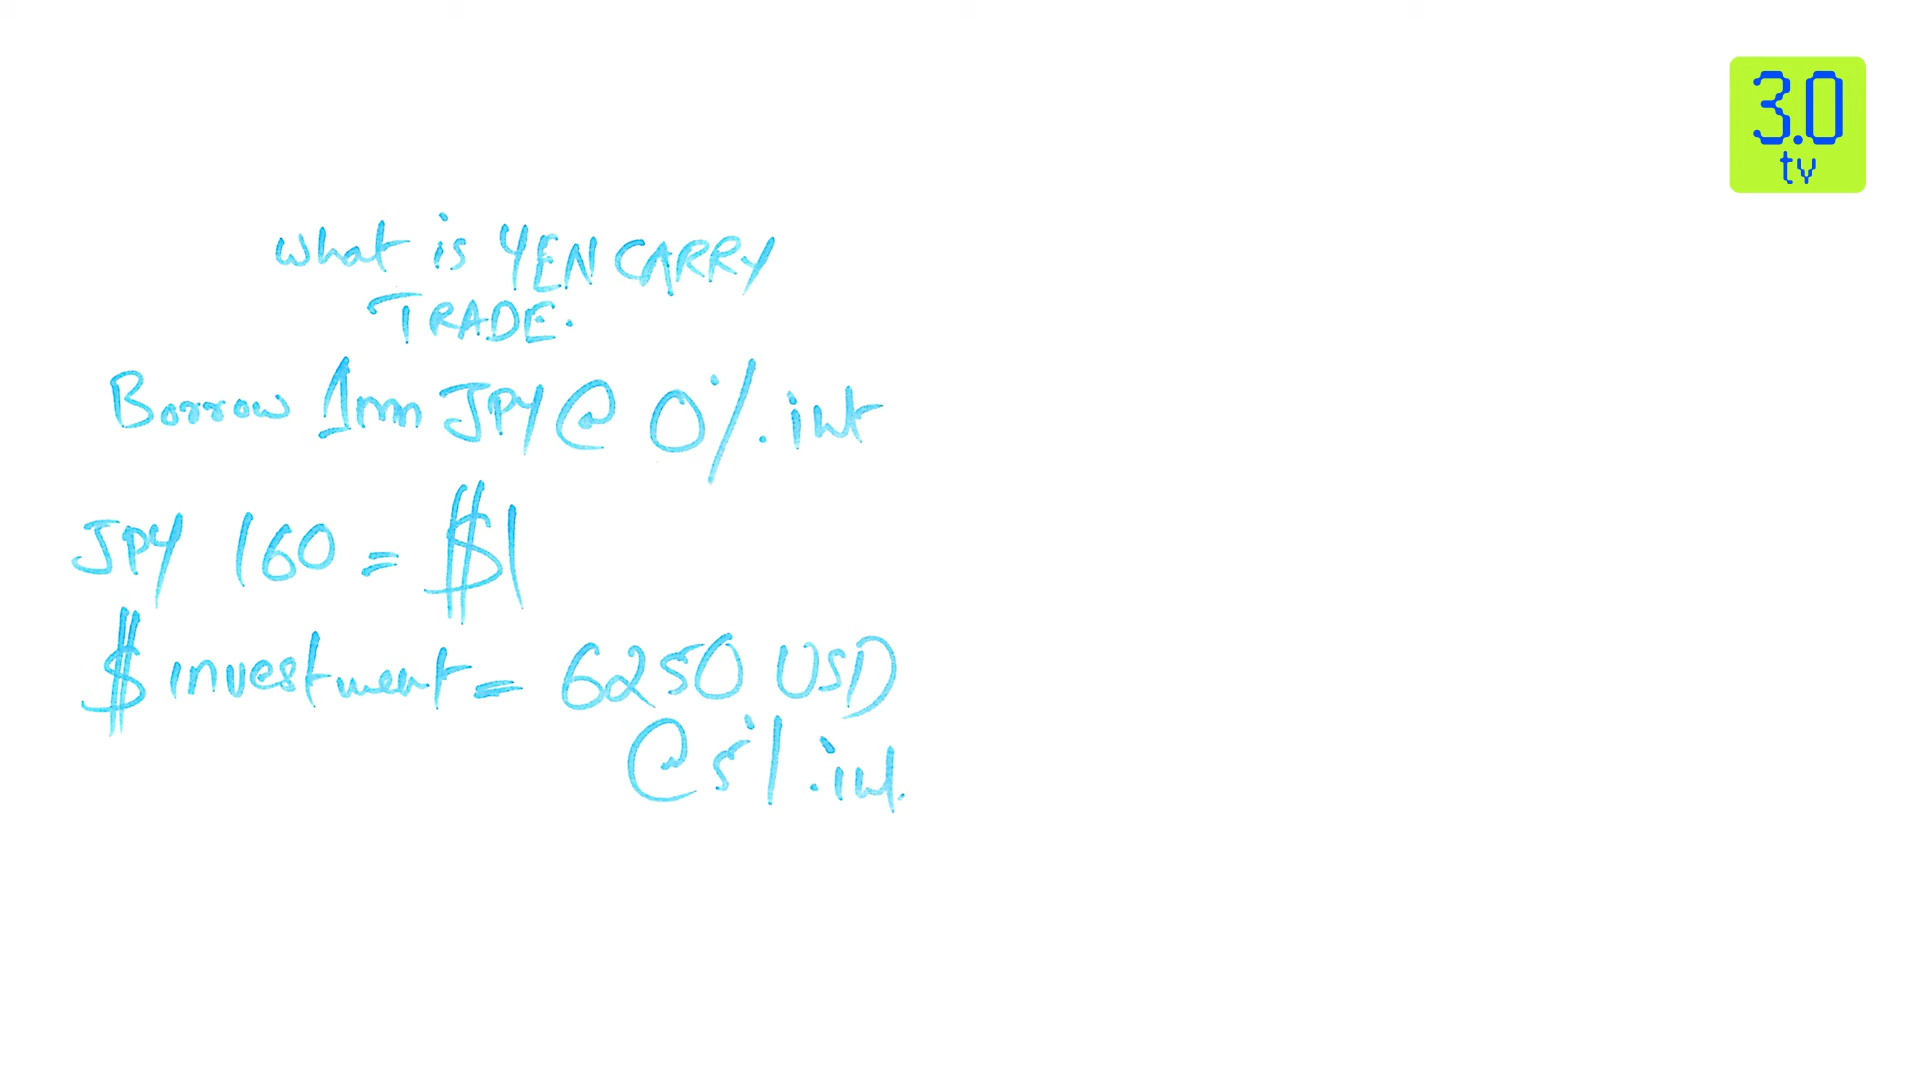 3.0
tv
What is YEN CARRY
TRADE.
Borrow 1mn JPY @ 0%. int
JPY 160 = $1
$ investment = 6250 USD
@ 5%. int.